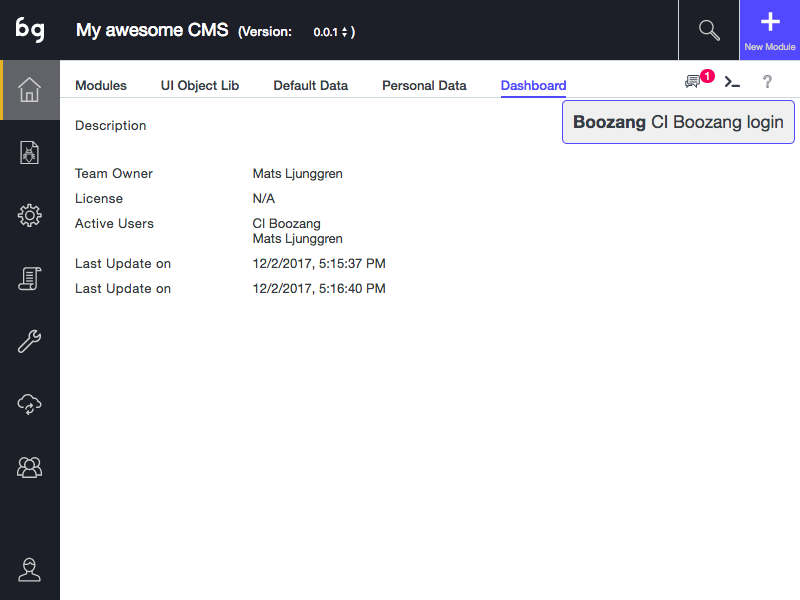 bg My awesome CMS (Version: 0.0.1 )
New Module
Modules UI Object Lib Default Data Personal Data Dashboard 1 ?
Boozang CI Boozang login
Description
Team Owner Mats Ljunggren
License N/A
Active Users CI Boozang
Mats Ljunggren
Last Update on 12/2/2017, 5:15:37 PM
Last Update on 12/2/2017, 5:16:40 PM